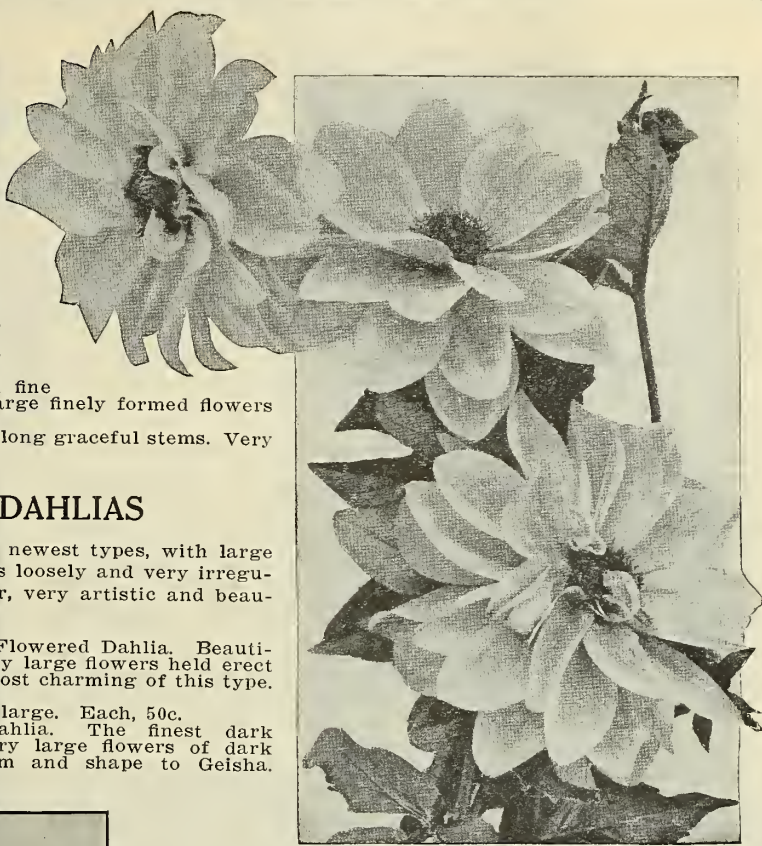 fine
arge finely formed flowers
long graceful stems. Very
DAHLIAS
newest types, with large
s loosely and very irregu-
r, very artistic and beau-
Flowered Dahlia. Beauti-
y large flowers held erect
ost charming of this type.
large. Each, 50c.
ahlia. The finest dark
ry large flowers of dark
m and shape to Geisha.